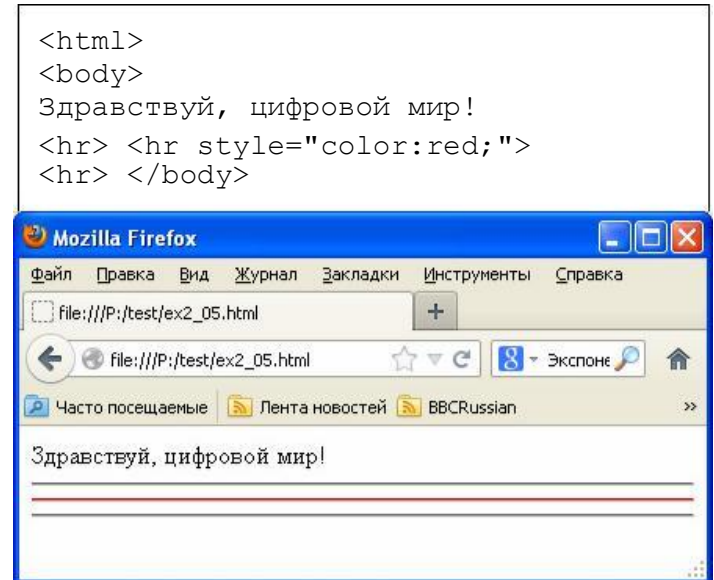 <html>
<body>
Здравствуй, цифровой мир!
<hr> <hr style="color:red;">
<hr> </body>
Mozilla Firefox
Файл Правка Вид Журнал Закладки Инструменты Справка
file:///P:/test/ex2_05.html +
file:///P:/test/ex2_05.html 8 Экспоне
Часто посещаемые Лента новостей BBCRussian »
Здравствуй, цифровой мир!